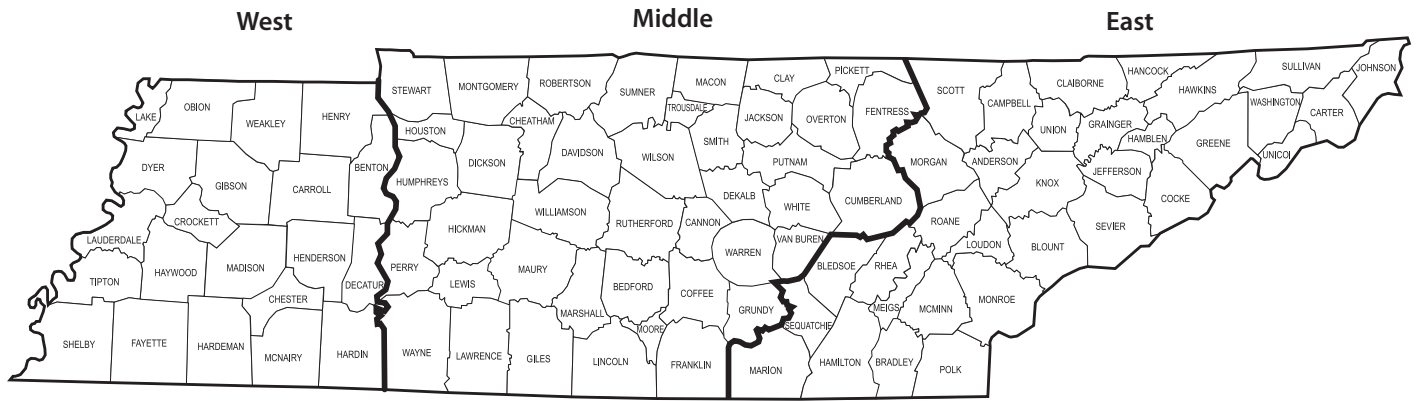 West
Middle
East
LAKE
OBION
WEAKLEY
HENRY
DYER
GIBSON
CARROLL
BENTON
CROCKETT
LAUDERDALE
TIPTON
HAYWOOD
MADISON
HENDERSON
DECATUR
CHESTER
SHELBY
FAYETTE
HARDEMAN
MCNAIRY
HARDIN
STEWART
MONTGOMERY
ROBERTSON
SUMNER
MACON
TROUSDALE
CLAY
PICKETT
HOUSTON
CHEATHAM
JACKSON
OVERTON
FENTRESS
DICKSON
DAVIDSON
WILSON
SMITH
PUTNAM
HUMPHREYS
WILLIAMSON
RUTHERFORD
CANNON
DEKALB
WHITE
CUMBERLAND
HICKMAN
WARREN
VAN BUREN
PERRY
LEWIS
MAURY
BEDFORD
COFFEE
MARSHALL
MOORE
GRUNDY
WAYNE
LAWRENCE
GILES
LINCOLN
FRANKLIN
SCOTT
CAMPBELL
CLAIBORNE
HANCOCK
HAWKINS
SULLIVAN
JOHNSON
UNION
GRAINGER
HAMBLEN
WASHINGTON
CARTER
MORGAN
ANDERSON
KNOX
JEFFERSON
GREENE
UNICOI
COCKE
ROANE
LOUDON
BLOUNT
SEVIER
BLEDSOE
RHEA
MEIGS
MCMINN
MONROE
SEQUATCHIE
MARION
HAMILTON
BRADLEY
POLK